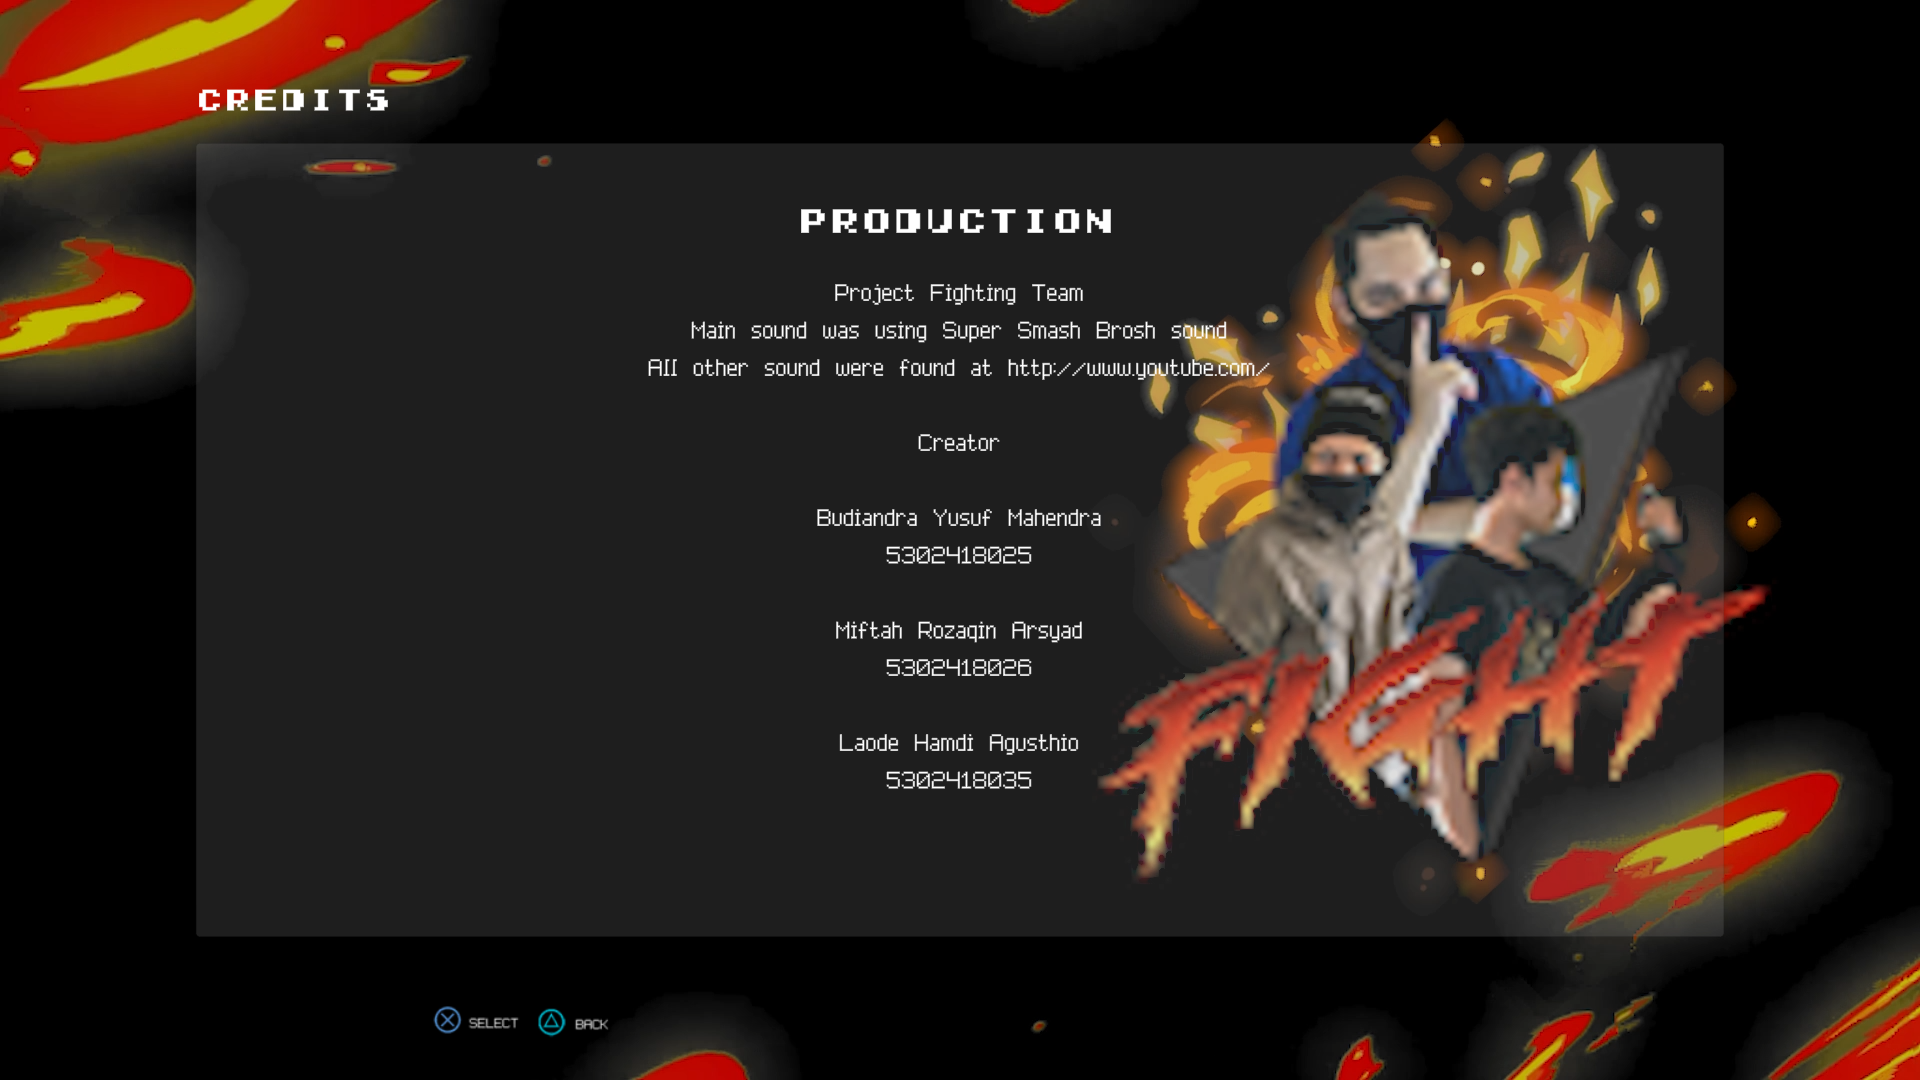 CREDITS
PRODUCTION
Project Fighting Team
Main sound was using Super Smash Brosh sound
All other sound were found at http://www.youtube.com/
Creator
Budiandra Yusuf Mahendra
5302418025
Miftah Rozaqin Arsyad
5302418026
Laode Hamdi Agusthio
5302418035
FIGHT
SELECT BACK